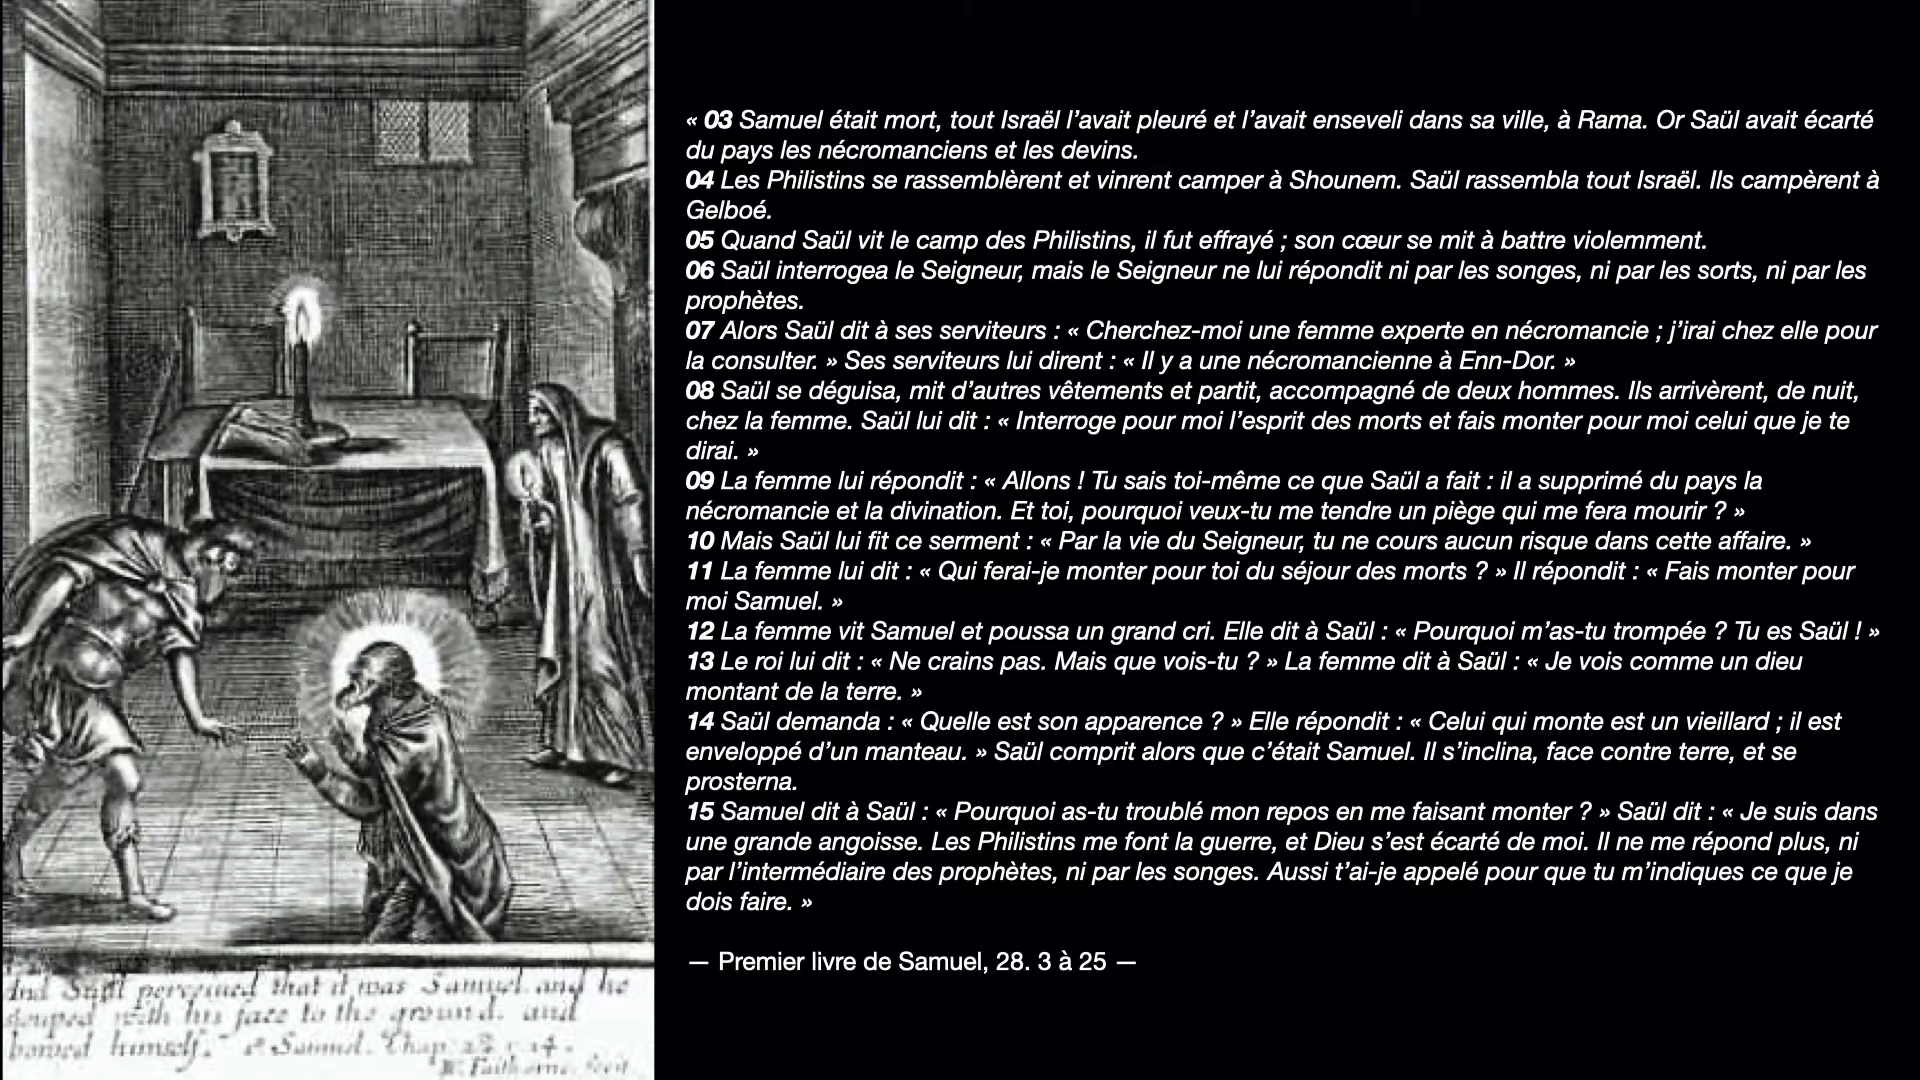 « 03 Samuel était mort, tout Israël l’avait pleuré et l’avait enseveli dans sa ville, à Rama. Or Saül avait écarté
du pays les nécromanciens et les devins.
04 Les Philistins se rassemblèrent et vinrent camper à Shounem. Saül rassembla tout Israël. Ils campèrent à
Gelboé.
05 Quand Saül vit le camp des Philistins, il fut effrayé ; son cœur se mit à battre violemment.
06 Saül interrogea le Seigneur, mais le Seigneur ne lui répondit ni par les songes, ni par les sorts, ni par les
prophètes.
07 Alors Saül dit à ses serviteurs : « Cherchez-moi une femme experte en nécromancie ; j’irai chez elle pour
la consulter. » Ses serviteurs lui dirent : « Il y a une nécromancienne à Enn-Dor. »
08 Saül se déguisa, mit d’autres vêtements et partit, accompagné de deux hommes. Ils arrivèrent, de nuit,
chez la femme. Saül lui dit : « Interroge pour moi l’esprit des morts et fais monter pour moi celui que je te
dirai. »
09 La femme lui répondit : « Allons ! Tu sais toi-même ce que Saül a fait : il a supprimé du pays la
nécromancie et la divination. Et toi, pourquoi veux-tu me tendre un piège qui me fera mourir ? »
10 Mais Saül lui fit ce serment : « Par la vie du Seigneur, tu ne cours aucun risque dans cette affaire. »
11 La femme lui dit : « Qui ferai-je monter pour toi du séjour des morts ? » Il répondit : « Fais monter pour
moi Samuel. »
12 La femme vit Samuel et poussa un grand cri. Elle dit à Saül : « Pourquoi m’as-tu trompée ? Tu es Saül ! »
13 Le roi lui dit : « Ne crains pas. Mais que vois-tu ? » La femme dit à Saül : « Je vois comme un dieu
montant de la terre. »
14 Saül demanda : « Quelle est son apparence ? » Elle répondit : « Celui qui monte est un vieillard ; il est
enveloppé d’un manteau. » Saül comprit alors que c’était Samuel. Il s’inclina, face contre terre, et se
prosterna.
15 Samuel dit à Saül : « Pourquoi as-tu troublé mon repos en me faisant monter ? » Saül dit : « Je suis dans
une grande angoisse. Les Philistins me font la guerre, et Dieu s’est écarté de moi. Il ne me répond plus, ni
par l’intermédiaire des prophètes, ni par les songes. Aussi t’ai-je appelé pour que tu m’indiques ce que je
dois faire. »
— Premier livre de Samuel, 28. 3 à 25 —
And Saul perceived that it was Samuel and he
stouped with his face to the ground, and
bowed himself. Samuel. Chap. 28 14.